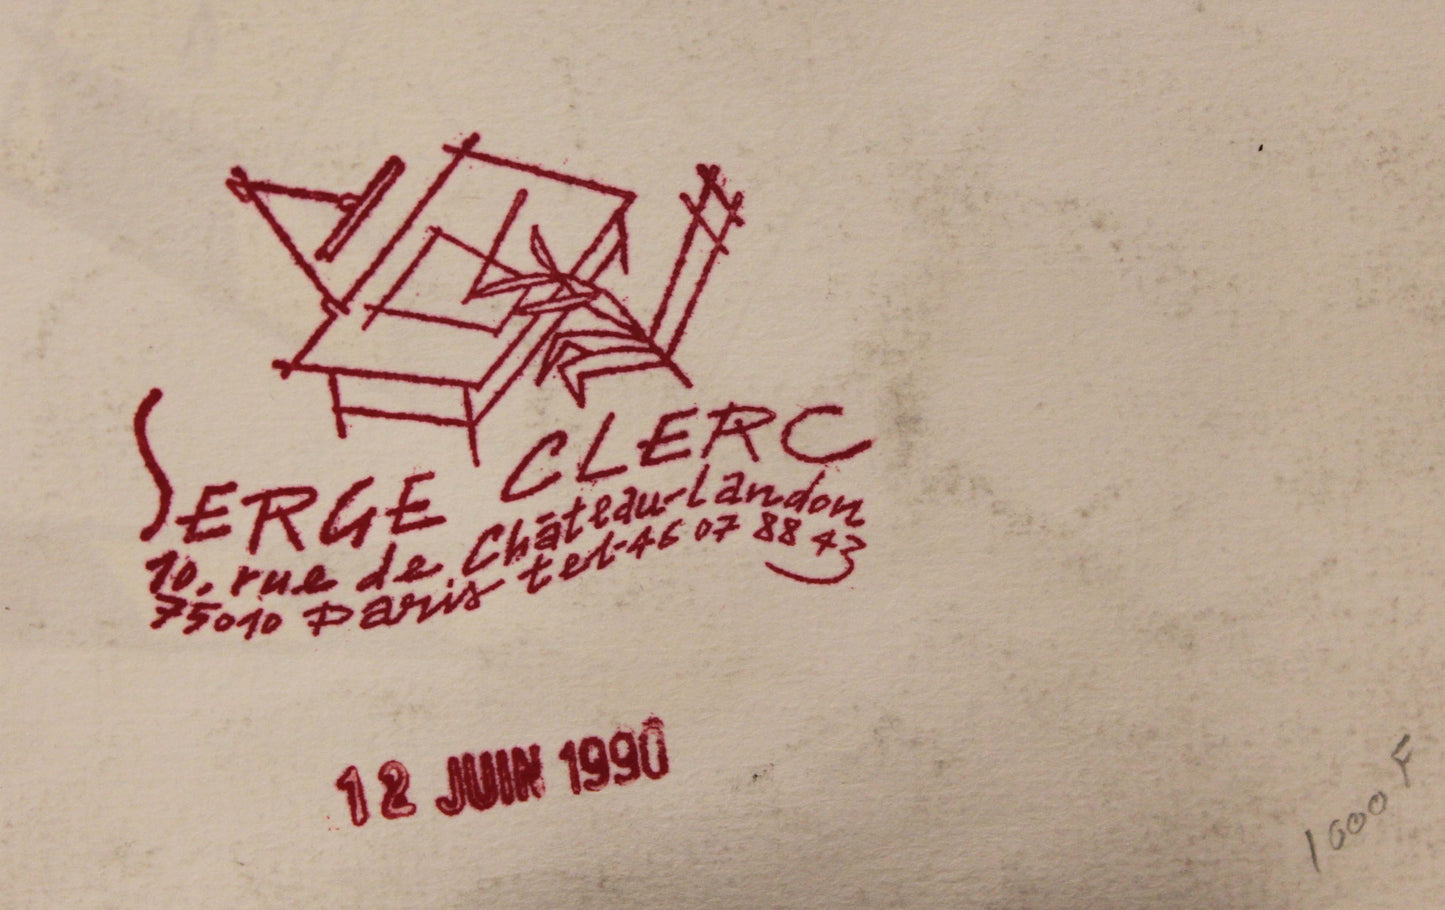 SERGE CLERC
10, rue de Château-Landon
75010 Paris tel-46 07 88 43
12 JUIN 1990
1000 F